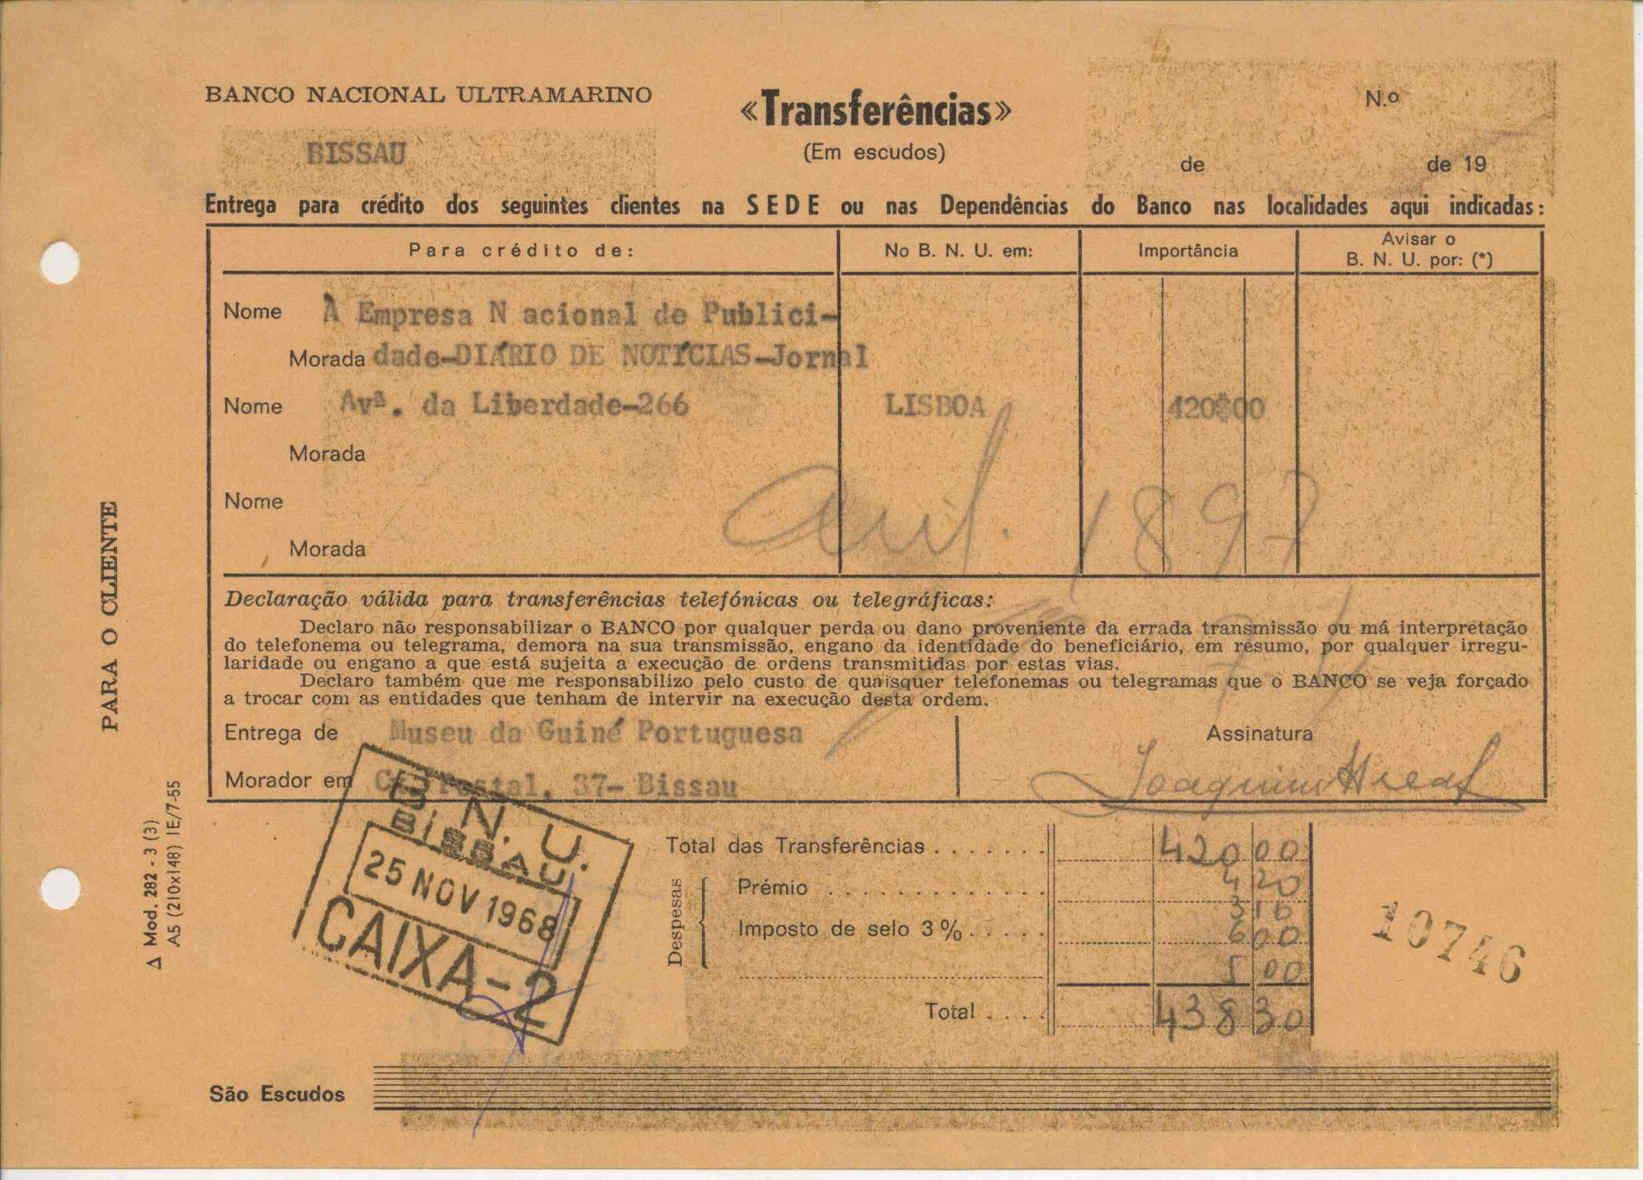 BANCO NACIONAL ULTRAMARINO
«Transferências»
N.º
BISSAU
(Em escudos)
de de 19
Entrega para crédito dos seguintes clientes na SEDE ou nas Dependências do Banco nas localidades aqui indicadas:
Para crédito de: No B. N. U. em: Importância Avisar o B. N. U. por: (*)
Nome À Empresa N acional de Publici-
Morada dade-DIÁRIO DE NOTÍCIAS-Jornal
Nome Avª. da Liberdade-266 LISBOA 420$00
Morada
Nome
Morada
1897
Declaração válida para transferências telefónicas ou telegráficas:
Declaro não responsabilizar o BANCO por qualquer perda ou dano proveniente da errada transmissão ou má interpretação
do telefonema ou telegrama, demora na sua transmissão, engano da identidade do beneficiário, em resumo, por qualquer irregu-
laridade ou engano a que está sujeita a execução de ordens transmitidas por estas vias.
Declaro também que me responsabilizo pelo custo de quaisquer telefonemas ou telegramas que o BANCO se veja forçado
a trocar com as entidades que tenham de intervir na execução desta ordem.
Entrega de Museu da Guiné Portuguesa
Assinatura
Morador em Postal, 37- Bissau
Joaquim
B. N. U.
BISSAU
25 NOV 1968
CAIXA-2
Total das Transferências 420 00
Despesas
Prémio 4 20
3 10
Imposto de selo 3% 6 00
5 00
Total 438 30
10746
São Escudos
PARA O CLIENTE
Δ Mod. 282 - 3 (3)
A5 (210x148) 1E/7-55